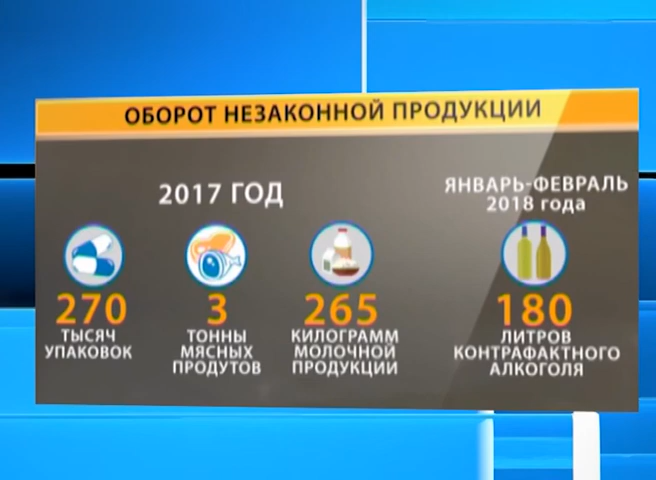 ОБОРОТ НЕЗАКОННОЙ ПРОДУКЦИИ
2017 ГОД
270
ТЫСЯЧ
УПАКОВОК
3
ТОННЫ
МЯСНЫХ
ПРОДУТОВ
265
КИЛОГРАММ
МОЛОЧНОЙ
ПРОДУКЦИИ
ЯНВАРЬ-ФЕВРАЛЬ
2018 года
180
ЛИТРОВ
КОНТРАФАКТНОГО
АЛКОГОЛЯ